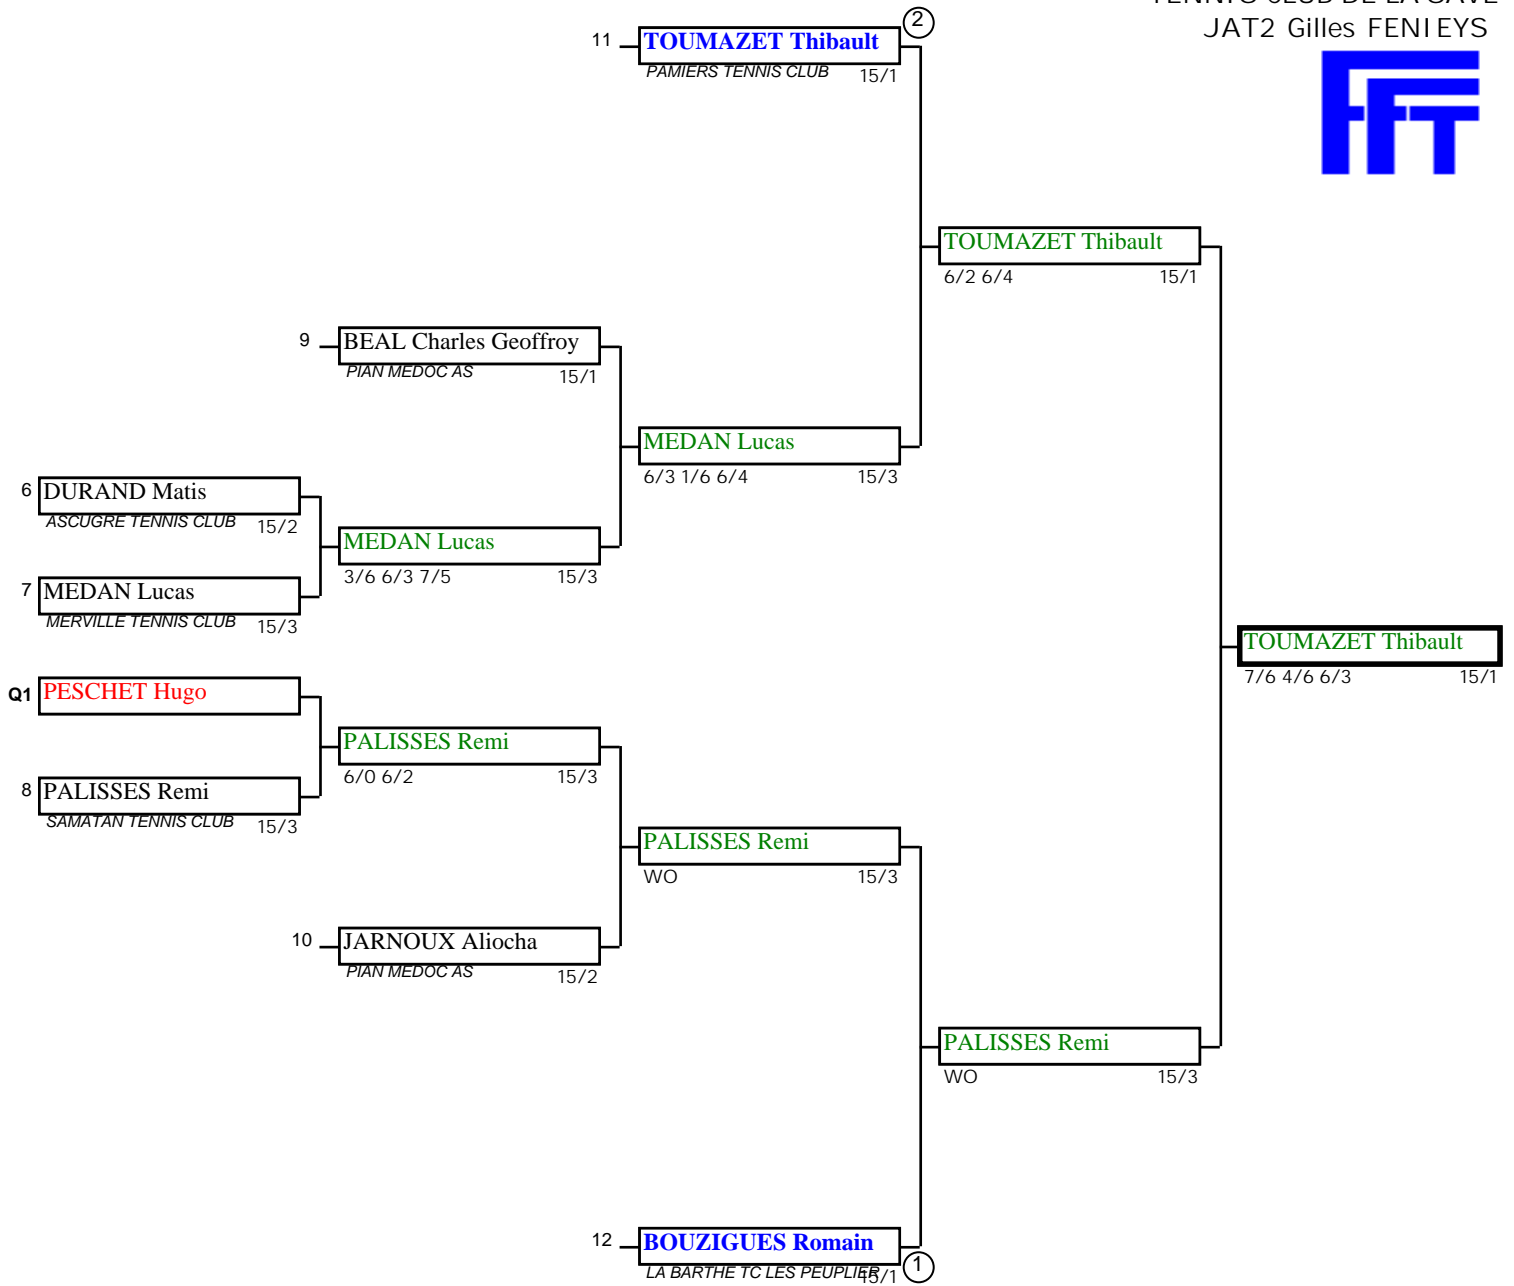 JAT2 Gilles FENIEYS
FFT
2
11 TOUMAZET Thibault
PAMIERS TENNIS CLUB 15/1
TOUMAZET Thibault
6/2 6/4 15/1
9 BEAL Charles Geoffroy
PIAN MEDOC AS 15/1
MEDAN Lucas
6/3 1/6 6/4 15/3
6 DURAND Matis
ASCUGRE TENNIS CLUB 15/2
MEDAN Lucas
3/6 6/3 7/5 15/3
7 MEDAN Lucas
MERVILLE TENNIS CLUB 15/3
TOUMAZET Thibault
7/6 4/6 6/3 15/1
Q1 PESCHET Hugo
PALISSES Remi
6/0 6/2 15/3
8 PALISSES Remi
SAMATAN TENNIS CLUB 15/3
PALISSES Remi
WO 15/3
10 JARNOUX Aliocha
PIAN MEDOC AS 15/2
PALISSES Remi
WO 15/3
12 BOUZIGUES Romain
LA BARTHE TC LES PEUPLIER 15/1
1